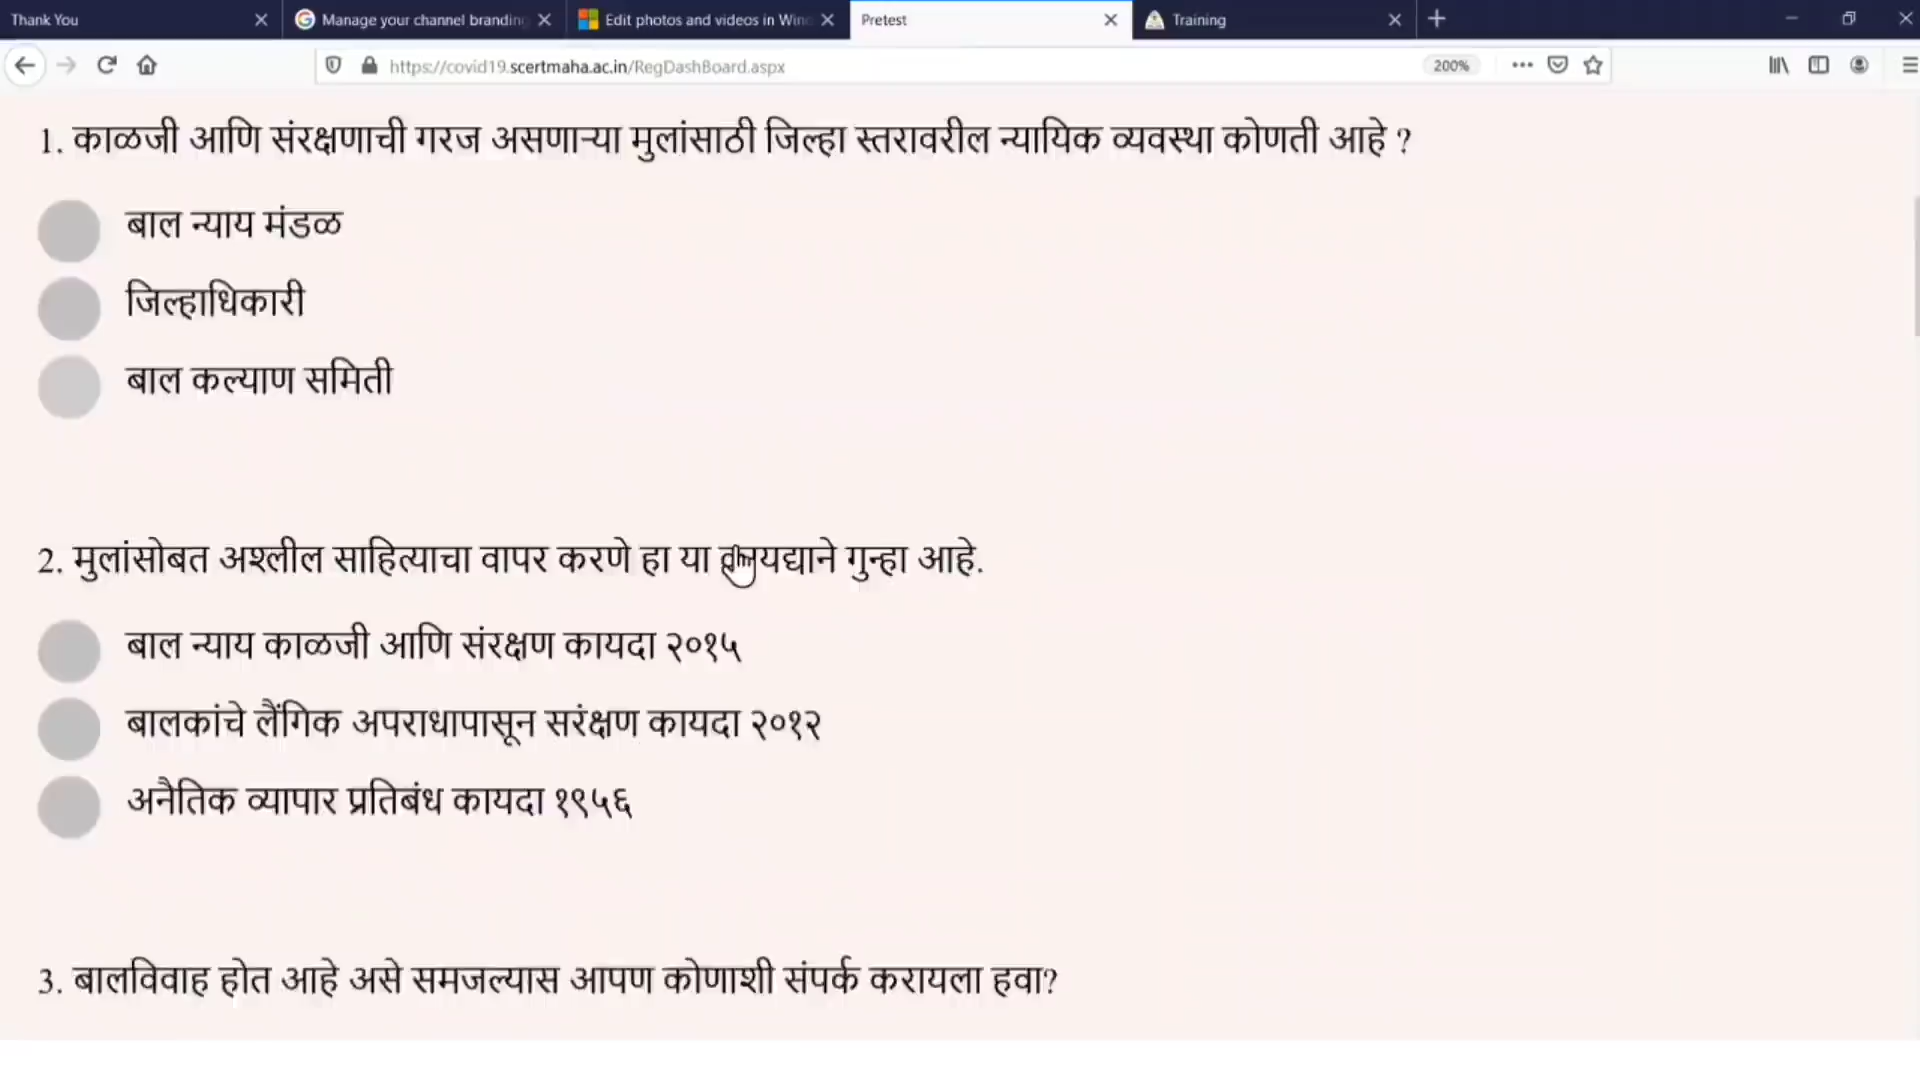 Thank You
Manage your channel branding
Edit photos and videos in Win
Pretest
Training
https://covid19.scertmaha.ac.in/RegDashBoard.aspx
200%
1. काळजी आणि संरक्षणाची गरज असणाऱ्या मुलांसाठी जिल्हा स्तरावरील न्यायिक व्यवस्था कोणती आहे ?
बाल न्याय मंडळ
जिल्हाधिकारी
बाल कल्याण समिती
2. मुलांसोबत अश्लील साहित्याचा वापर करणे हा या कायद्याने गुन्हा आहे.
बाल न्याय काळजी आणि संरक्षण कायदा २०१५
बालकांचे लैंगिक अपराधापासून सरंक्षण कायदा २०१२
अनैतिक व्यापार प्रतिबंध कायदा १९५६
3. बालविवाह होत आहे असे समजल्यास आपण कोणाशी संपर्क करायला हवा?